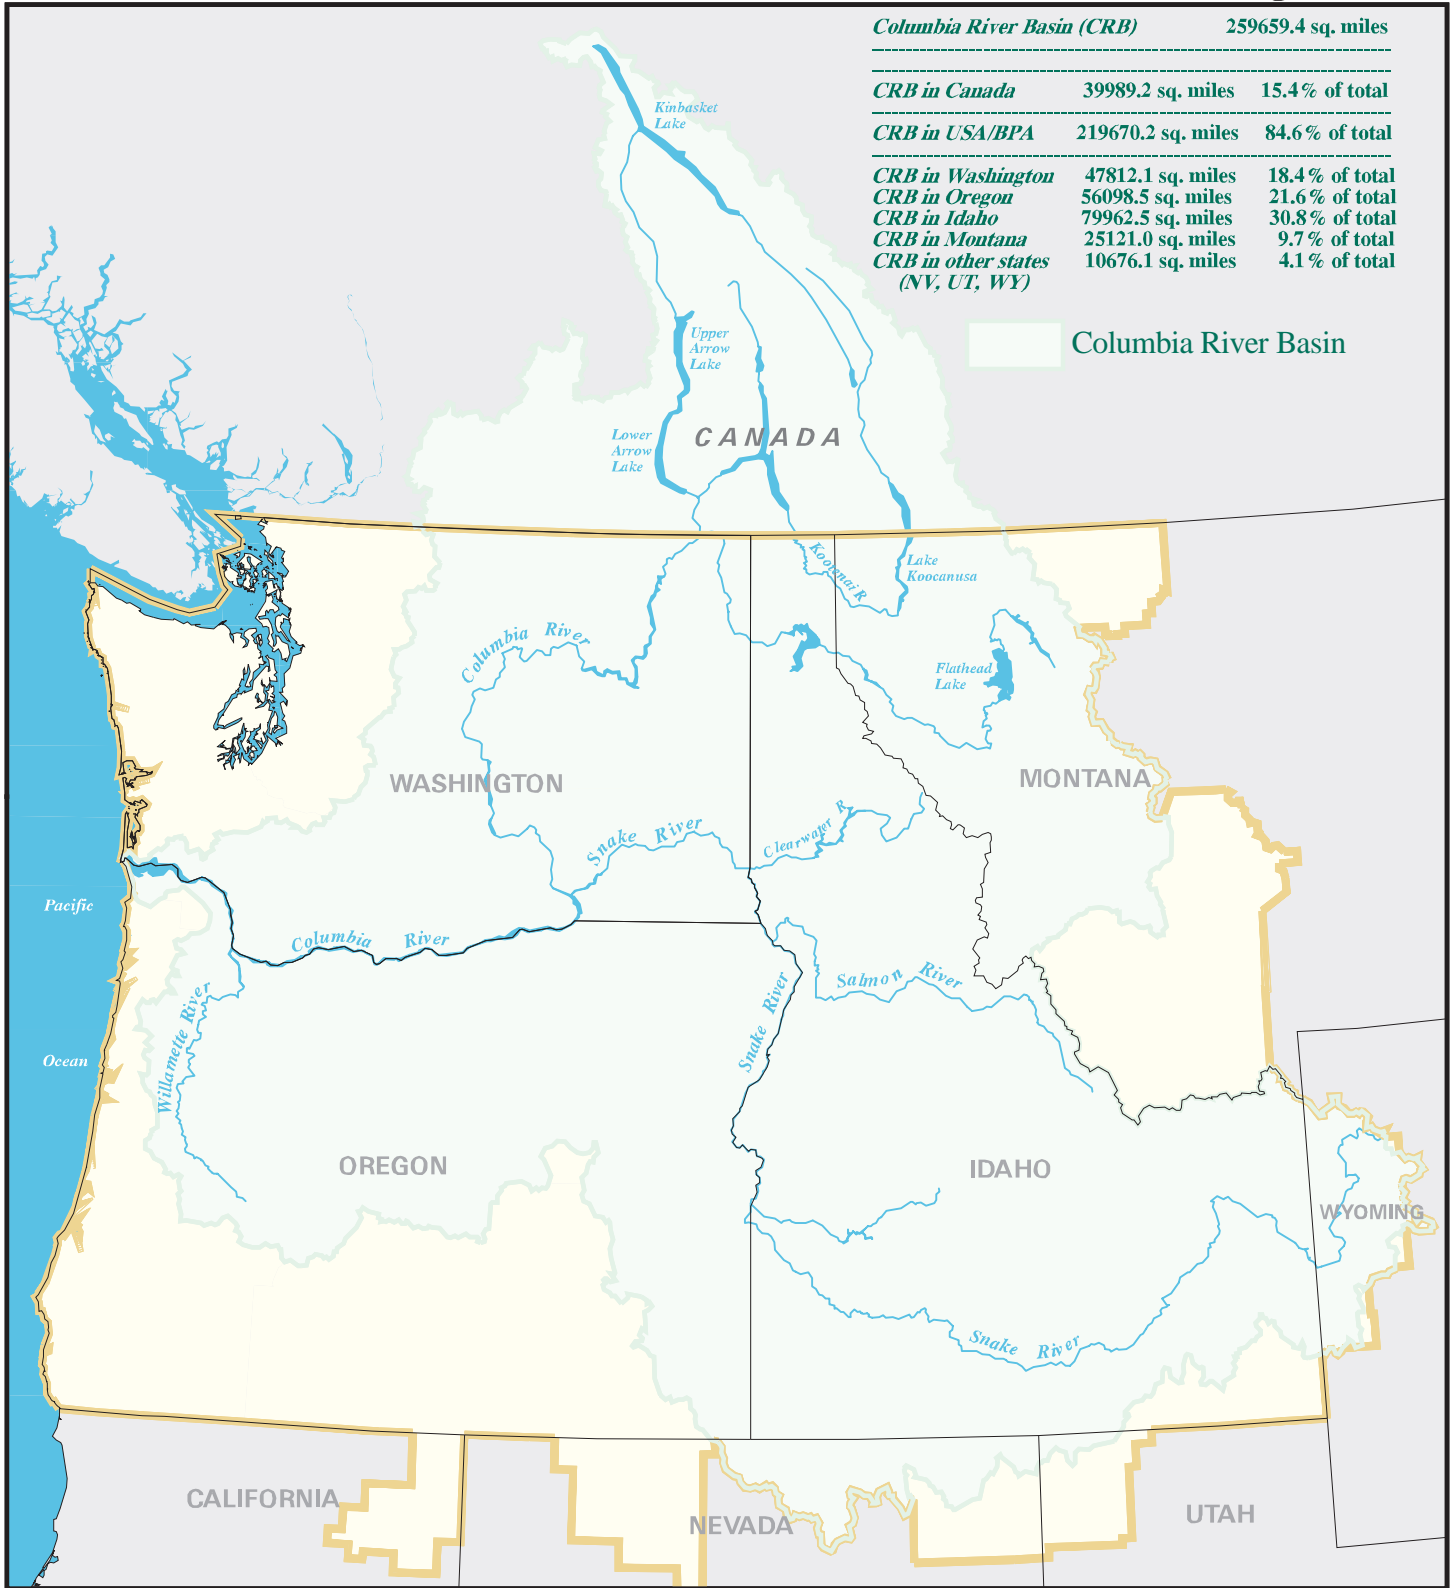 Columbia River Basin (CRB) 259659.4 sq. miles
CRB in Canada 39989.2 sq. miles 15.4% of total
CRB in USA/BPA 219670.2 sq. miles 84.6% of total
CRB in Washington 47812.1 sq. miles 18.4% of total
CRB in Oregon 56098.5 sq. miles 21.6% of total
CRB in Idaho 79962.5 sq. miles 30.8% of total
CRB in Montana 25121.0 sq. miles 9.7% of total
CRB in other states 10676.1 sq. miles 4.1% of total
(NV, UT, WY)
Columbia River Basin
Kinbasket
Lake
Upper
Arrow
Lake
Lower
Arrow
Lake
CANADA
Kootenai R
Lake
Koocanusa
Columbia River
Flathead
Lake
WASHINGTON
MONTANA
Snake River
Clearwater R
Pacific
Columbia River
Salmon River
Snake River
Willamette River
Ocean
OREGON
IDAHO
WYOMING
Snake River
CALIFORNIA
NEVADA
UTAH